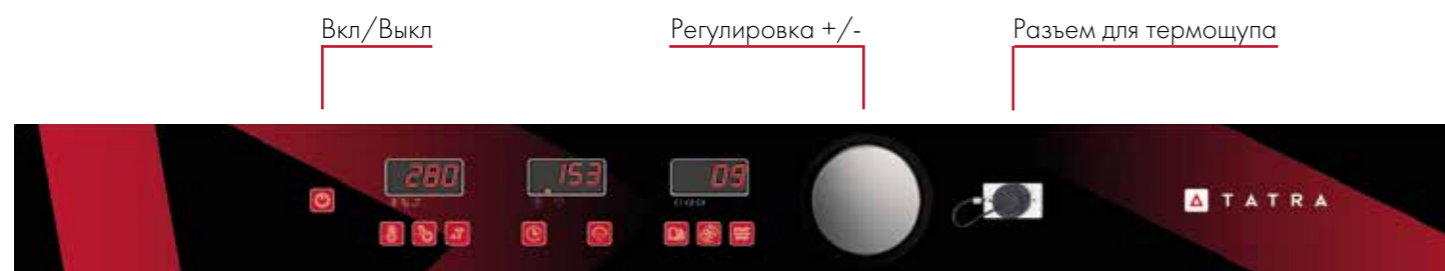 Вкл/Выкл
Регулировка +/-
Разъем для термощупа
280
153
09
TATRA